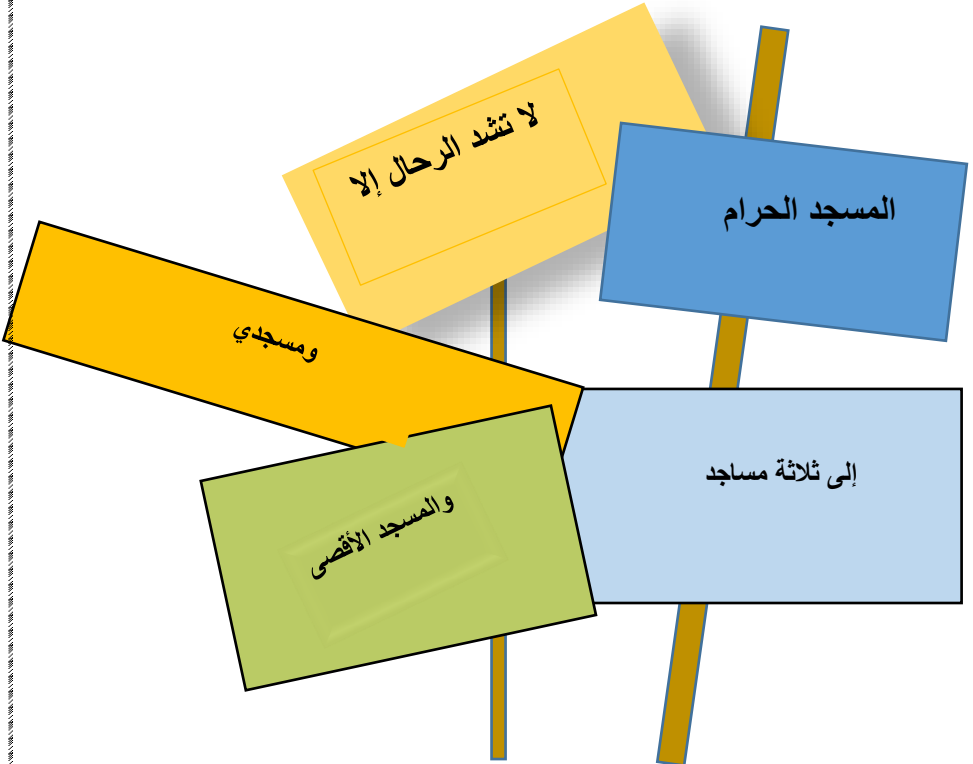 لا تشد الرحال إلا
المسجد الحرام
ومسجدي
إلى ثلاثة مساجد
والمسجد الأقصى